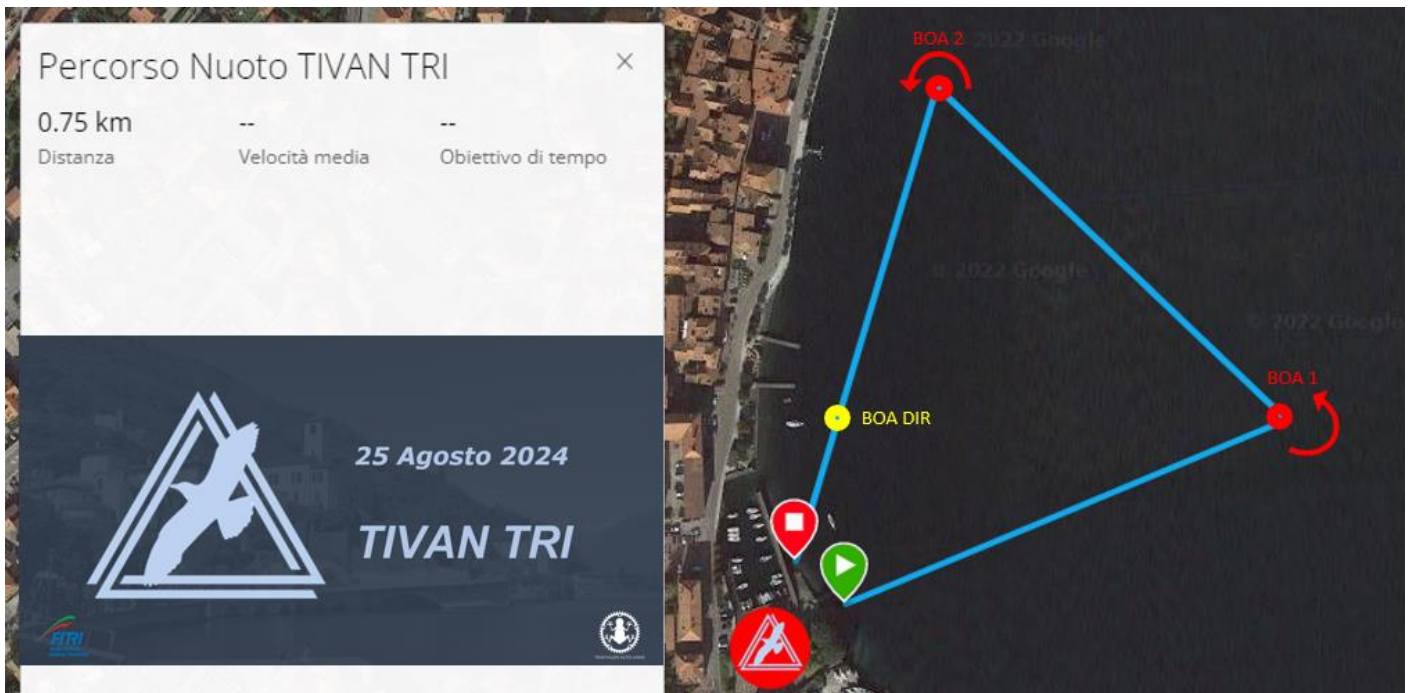 Percorso Nuoto TIVAN TRI
×
0.75 km
--
--
Distanza
Velocità media
Obiettivo di tempo
25 Agosto 2024
TIVAN TRI
FITRI
BOA 2
2022 Google
© 2022 Google
© 2022 Google
BOA 1
BOA DIR